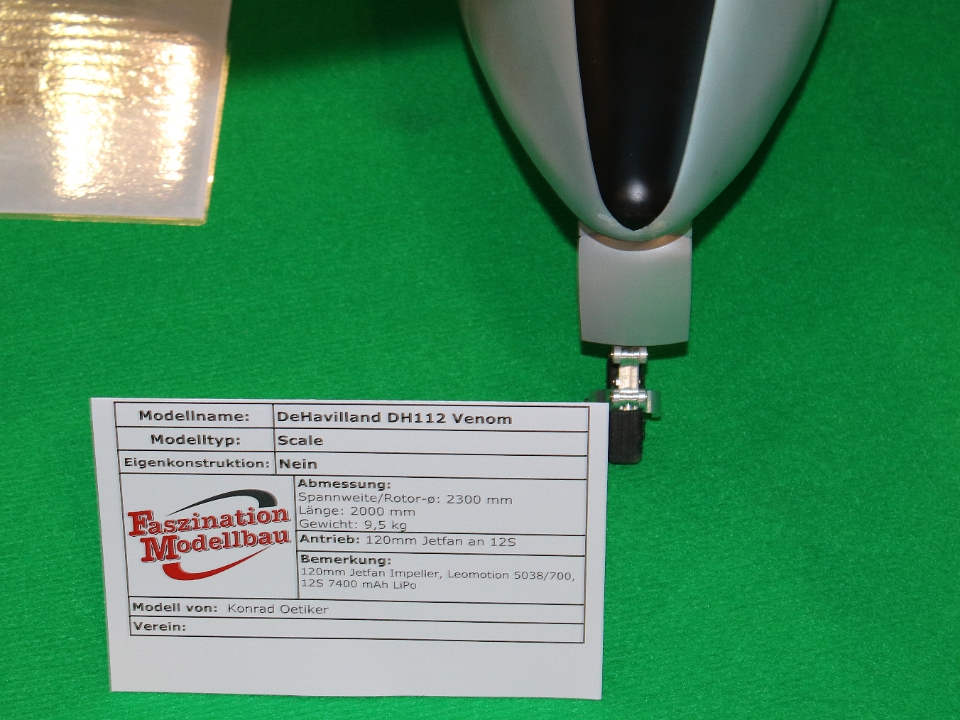 Modellname: DeHavilland DH112 Venom
Modelltyp: Scale
Eigenkonstruktion: Nein
Faszination
Modellbau
Abmessung:
Spannweite/Rotor-ø: 2300 mm
Länge: 2000 mm
Gewicht: 9,5 kg
Antrieb: 120mm Jetfan an 12S
Bemerkung:
120mm Jetfan Impeller, Leomotion 5038/700,
12S 7400 mAh LiPo
Modell von: Konrad Oetiker
Verein: